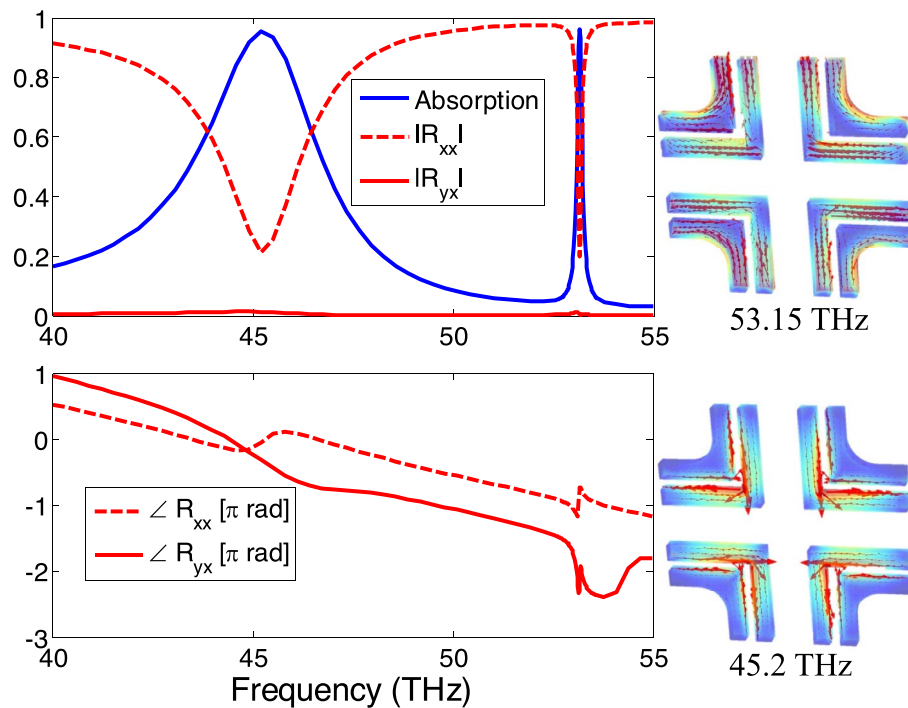 1
0.8
0.6
0.4
0.2
0
40
45
50
55
Absorption
|Rxx|
|Ryx|
53.15 THz
1
0
-1
-2
-3
40
45
50
55
∠ Rxx [π rad]
∠ Ryx [π rad]
Frequency (THz)
45.2 THz